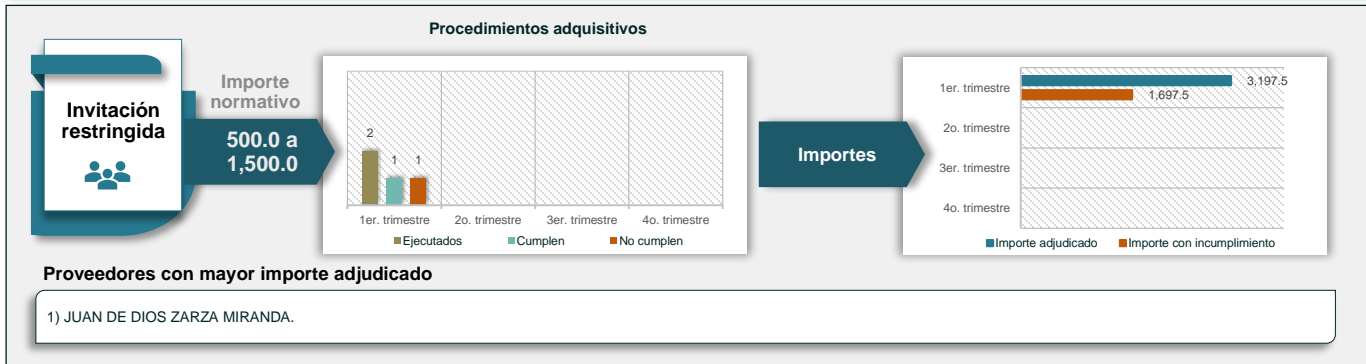 Procedimientos adquisitivos
Invitación
restringida
Importe
normativo
500.0 a
1,500.0
2
1
1
1er. trimestre
2o. trimestre
3er. trimestre
4o. trimestre
Ejecutados
Cumplen
No cumplen
Importes
1er. trimestre
3,197.5
1,697.5
2o. trimestre
3er. trimestre
4o. trimestre
Importe adjudicado
Importe con incumplimiento
Proveedores con mayor importe adjudicado
1) JUAN DE DIOS ZARZA MIRANDA.